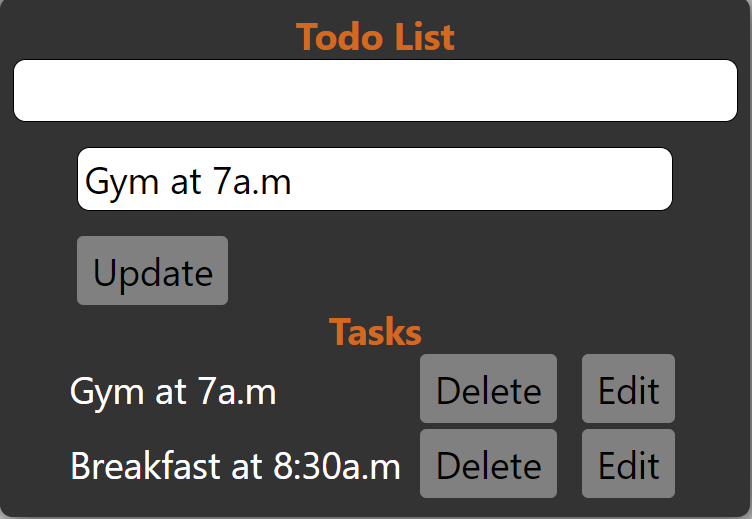 Todo List
Gym at 7a.m
Update
Tasks
Gym at 7a.m Delete Edit
Breakfast at 8:30a.m Delete Edit